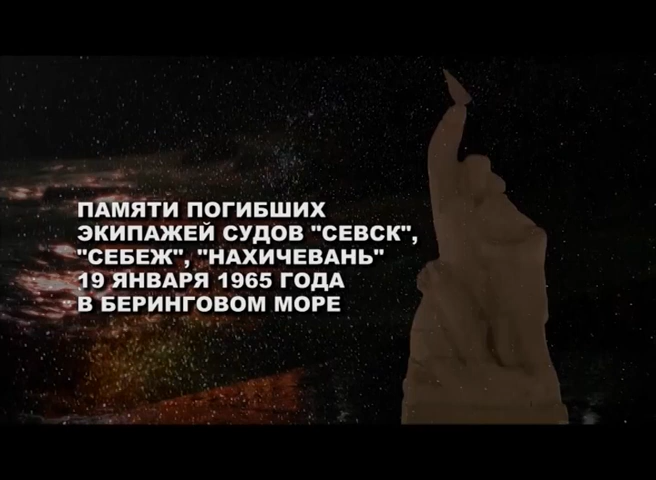 ПАМЯТИ ПОГИБШИХ
ЭКИПАЖЕЙ СУДОВ "СЕВСК",
"СЕБЕЖ", "НАХИЧЕВАНЬ"
19 ЯНВАРЯ 1965 ГОДА
В БЕРИНГОВОМ МОРЕ